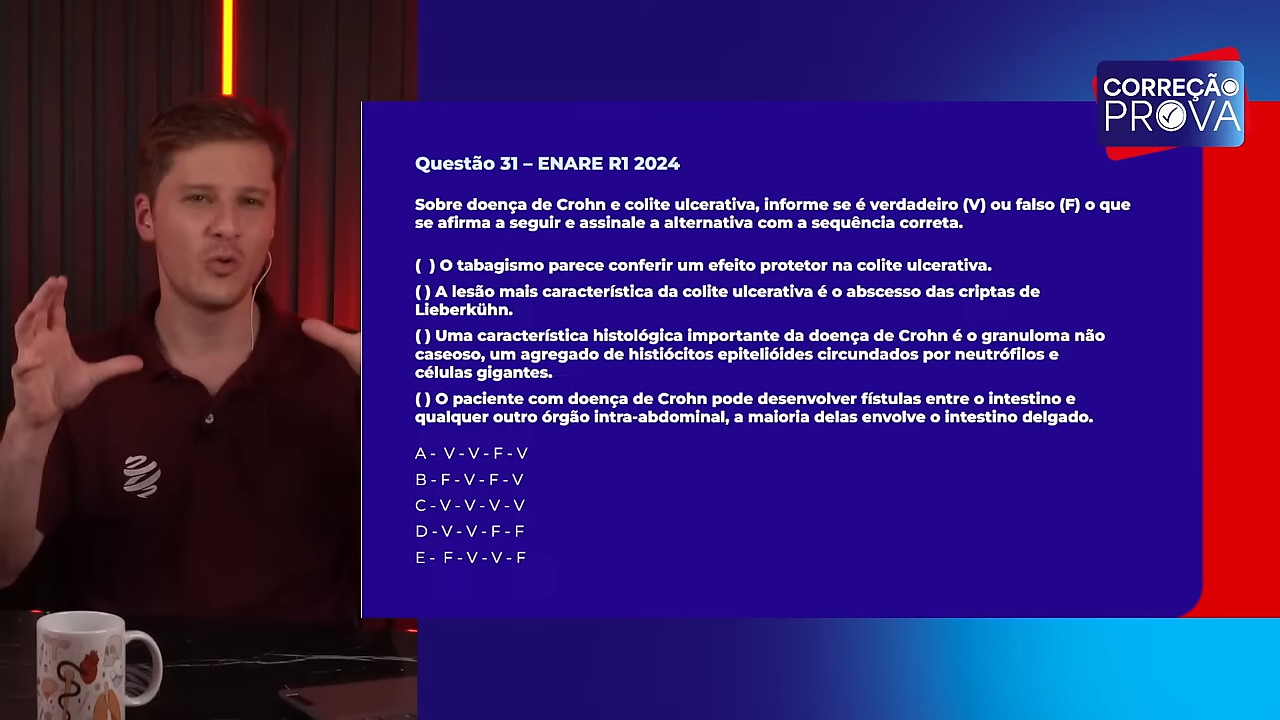 CORREÇÃO
PROVA
Questão 31 – ENARE R1 2024
Sobre doença de Crohn e colite ulcerativa, informe se é verdadeiro (V) ou falso (F) o que
se afirma a seguir e assinale a alternativa com a sequência correta.
( ) O tabagismo parece conferir um efeito protetor na colite ulcerativa.
( ) A lesão mais característica da colite ulcerativa é o abscesso das criptas de
Lieberkühn.
( ) Uma característica histológica importante da doença de Crohn é o granuloma não
caseoso, um agregado de histiócitos epitelióides circundados por neutrófilos e
células gigantes.
( ) O paciente com doença de Crohn pode desenvolver fístulas entre o intestino e
qualquer outro órgão intra-abdominal, a maioria delas envolve o intestino delgado.
A - V - V - F - V
B - F - V - F - V
C - V - V - V - V
D - V - V - F - F
E - F - V - V - F